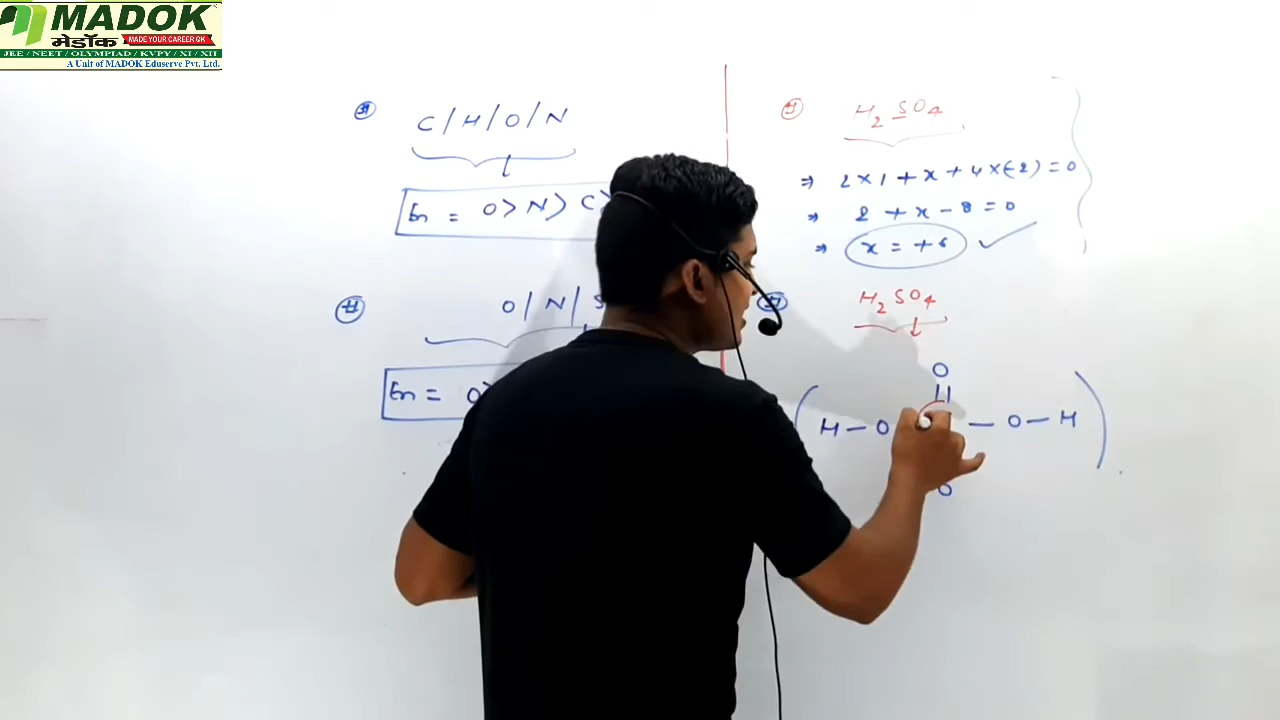 MADOK
मेडॉक MADE YOUR CAREER GK
JEE / NEET / OLYMPIAD / KVPY / XI / XII
A Unit of MADOK Eduserve Pvt. Ltd.
# C / H / O / N
En = O > N > C >
# O / N / S
En = O >
# H2SO4
⇒ 2 × 1 + x + 4 × (-2) = 0
⇒ 2 + x - 8 = 0
⇒ x = +6 ✓
# H2SO4
O
H — O — O — H
O